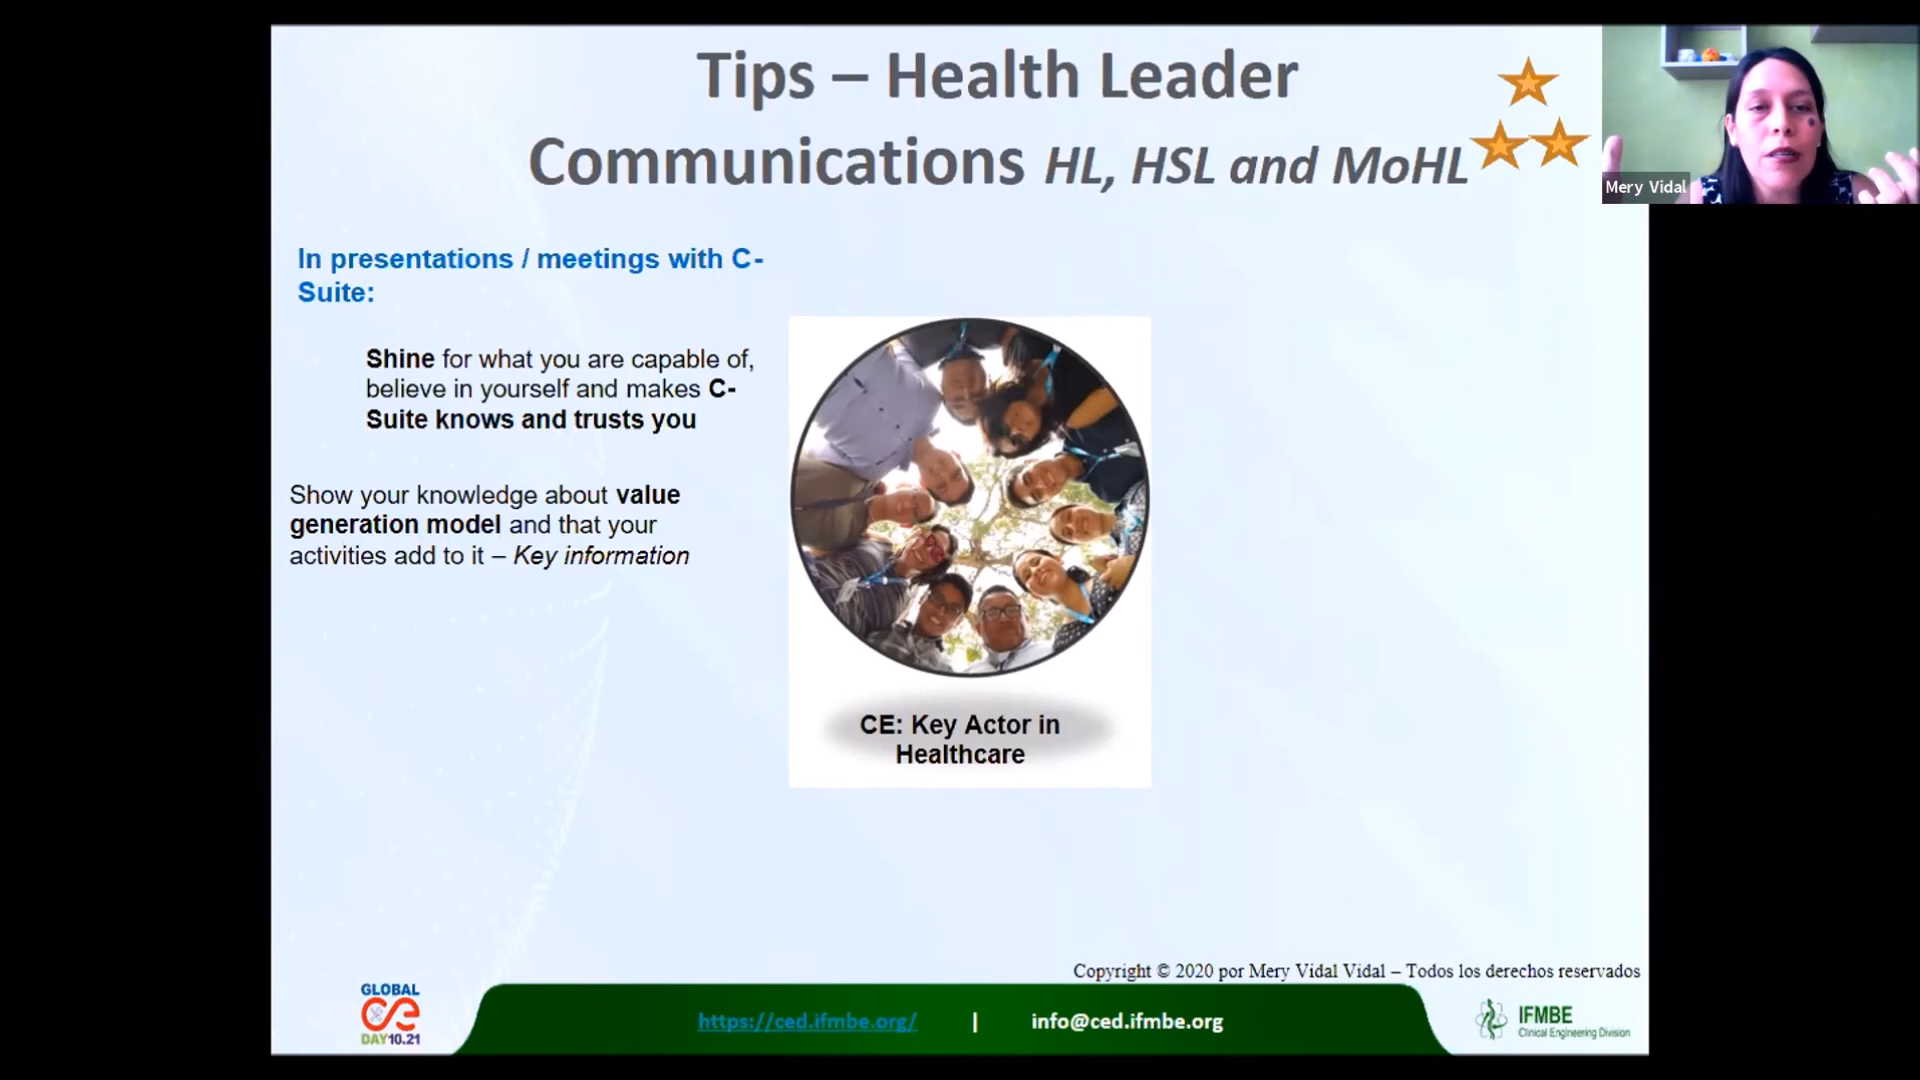 Tips – Health Leader
Communications HL, HSL and MoHL
Mery Vidal
In presentations / meetings with C-
Suite:
Shine for what you are capable of,
believe in yourself and makes C-
Suite knows and trusts you
Show your knowledge about value
generation model and that your
activities add to it – Key information
CE: Key Actor in
Healthcare
Copyright © 2020 por Mery Vidal Vidal – Todos los derechos reservados
GLOBAL
ce
DAY10.21
https://ced.ifmbe.org/ | info@ced.ifmbe.org
IFMBE
Clinical Engineering Division